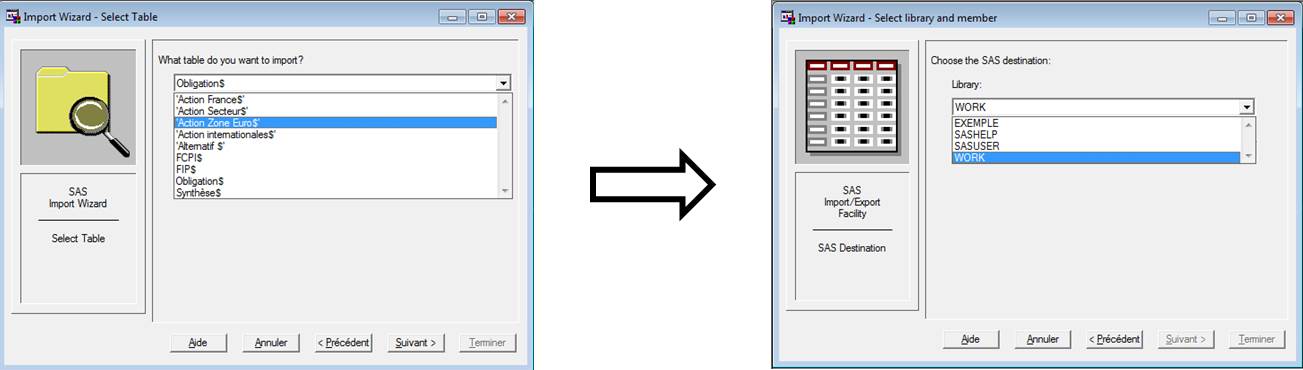 Import Wizard - Select Table
What table do you want to import?
Obligation$
'Action France$'
'Action Secteur$'
'Action Zone Euro$'
'Action internationales$'
'Alternatif $'
FCPI$
FIP$
Obligation$
Synthèse$
SAS
Import Wizard
Select Table
Aide
Annuler
< Précédent
Suivant >
Terminer
Import Wizard - Select library and member
Choose the SAS destination:
Library:
WORK
EXEMPLE
SASHELP
SASUSER
WORK
SAS
Import/Export
Facility
SAS Destination
Aide
Annuler
< Précédent
Suivant >
Terminer